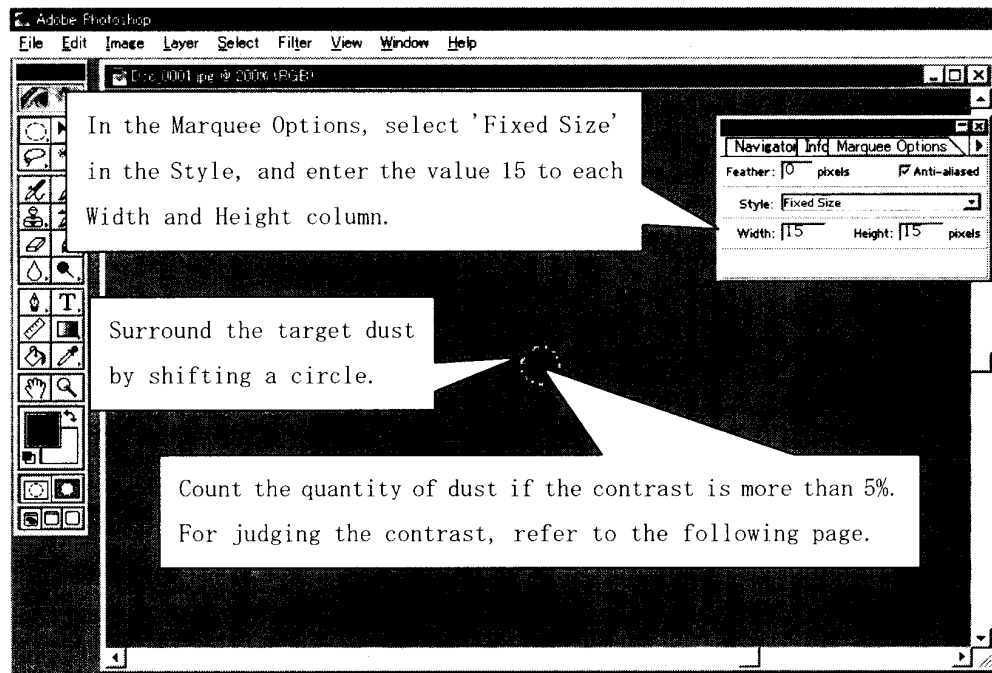 Adobe Photoshop
File Edit Image Layer Select Filter View Window Help
Dsc_0001.jpg @ 200% (RGB)
In the Marquee Options, select 'Fixed Size'
in the Style, and enter the value 15 to each
Width and Height column.
Navigator Info Marquee Options
Feather: 0 pixels Anti-aliased
Style: Fixed Size
Width: 15 Height: 15 pixels
Surround the target dust
by shifting a circle.
Count the quantity of dust if the contrast is more than 5%.
For judging the contrast, refer to the following page.
T